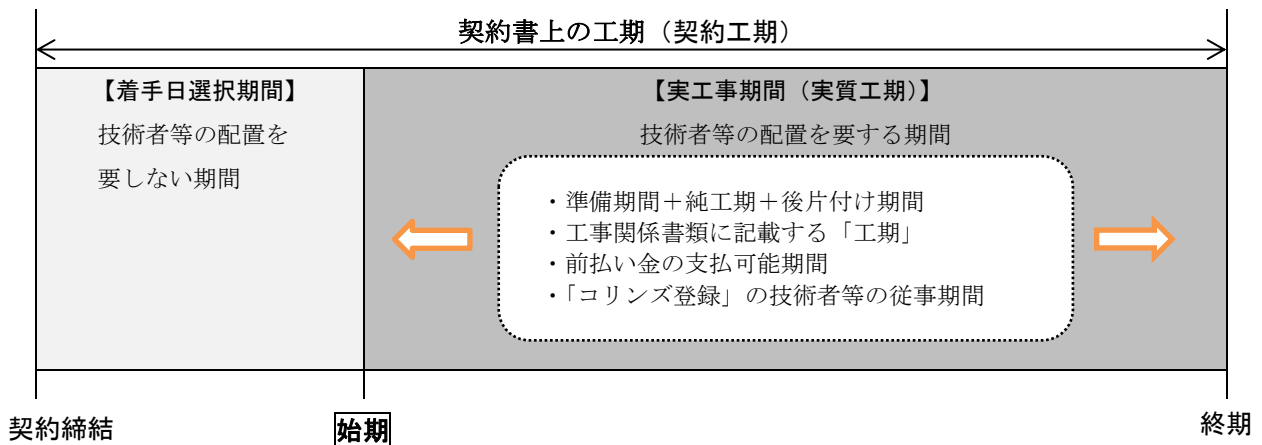 契約書上の工期（契約工期）
【着手日選択期間】
技術者等の配置を
要しない期間
【実工事期間（実質工期）】
技術者等の配置を要する期間
・準備期間＋純工期＋後片付け期間
・工事関係書類に記載する「工期」
・前払い金の支払可能期間
・「コリンズ登録」の技術者等の従事期間
契約締結
始期
終期